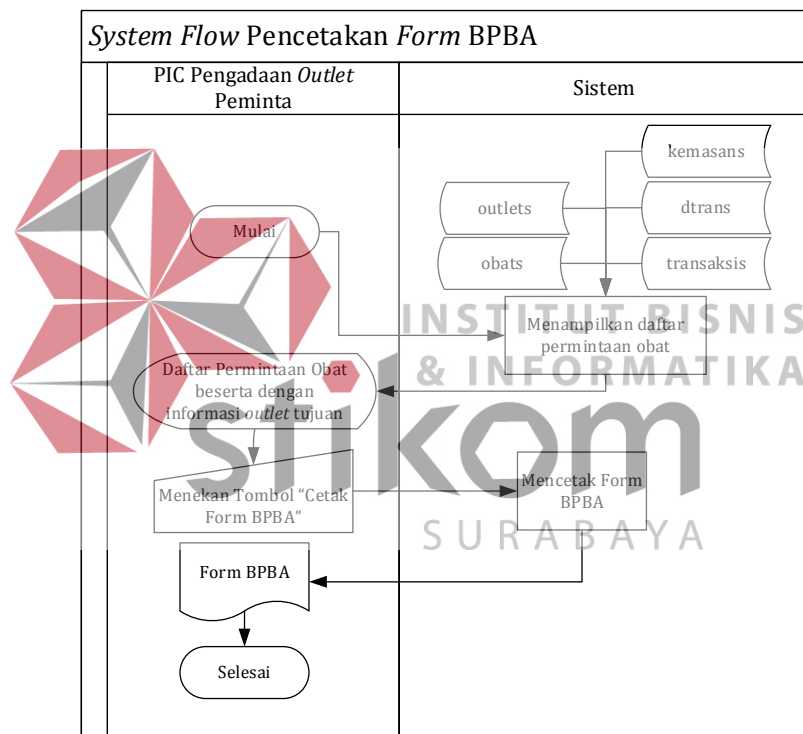 System Flow Pencetakan Form BPBA
PIC Pengadaan Outlet
Peminta
Sistem
kemasans
outlets
dtrans
Mulai
obats
transaksis
INSTITUT BISNIS
Menampilkan daftar
permintaan obat
& INFORMATIKA
Daftar Permintaan Obat
beserta dengan
informasi outlet tujuan
stikom
Menekan Tombol "Cetak
Form BPBA"
Mencetak Form
BPBA
SURABAYA
Form BPBA
Selesai